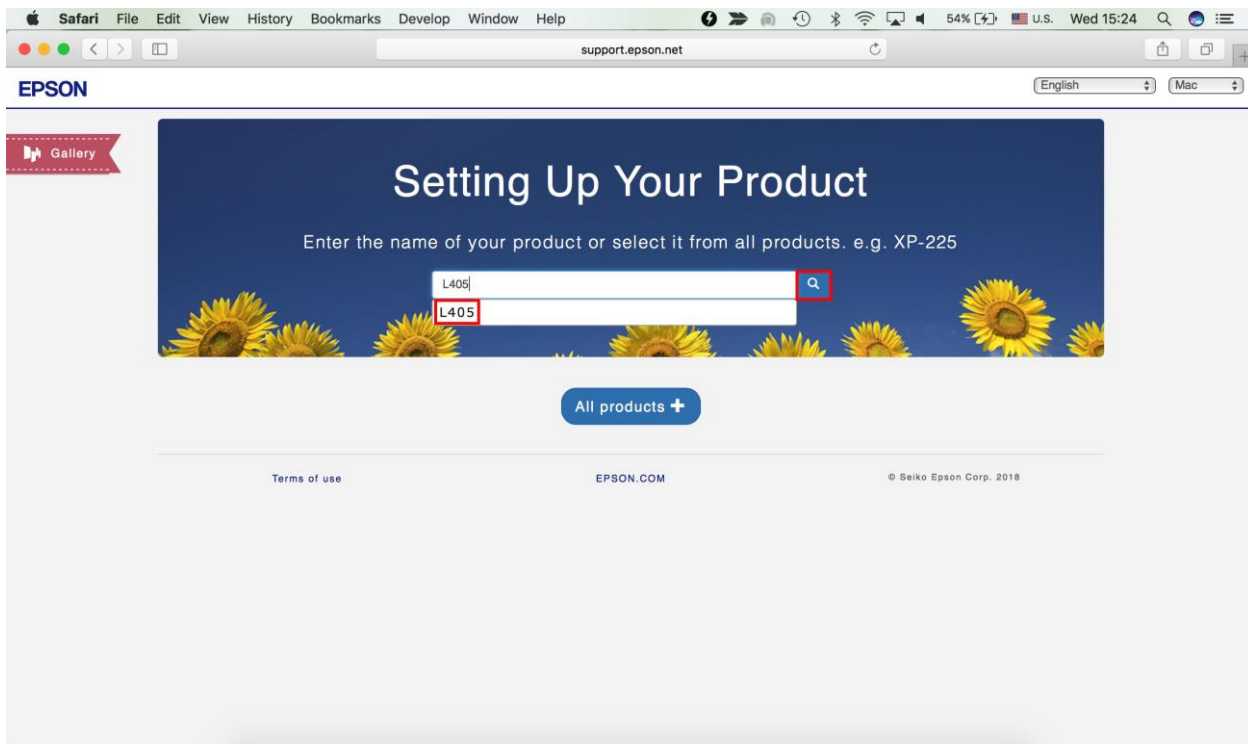 Safari File Edit View History Bookmarks Develop Window Help 54% U.S. Wed 15:24
support.epson.net
EPSON English Mac
Gallery
Setting Up Your Product
Enter the name of your product or select it from all products. e.g. XP-225
L405
L405
All products +
Terms of use EPSON.COM © Seiko Epson Corp. 2018